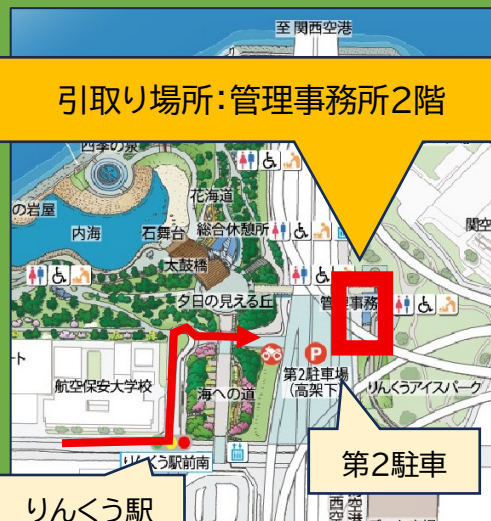 至 関西空港
引取り場所：管理事務所2階
四季の泉
の岩屋
花海道
関空
内海
石舞台
総合休憩所
太鼓橋
夕日の見える丘
管理事務
ート
航空保安大学校
海への道
P
第2駐車場
(高架下)
りんくうアイスパーク
りんくう駅前南
第2駐車
りんくう駅